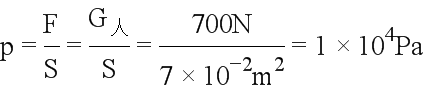 p = F/S = G人/S = 700N/7 × 10⁻²m² = 1 × 10⁴Pa